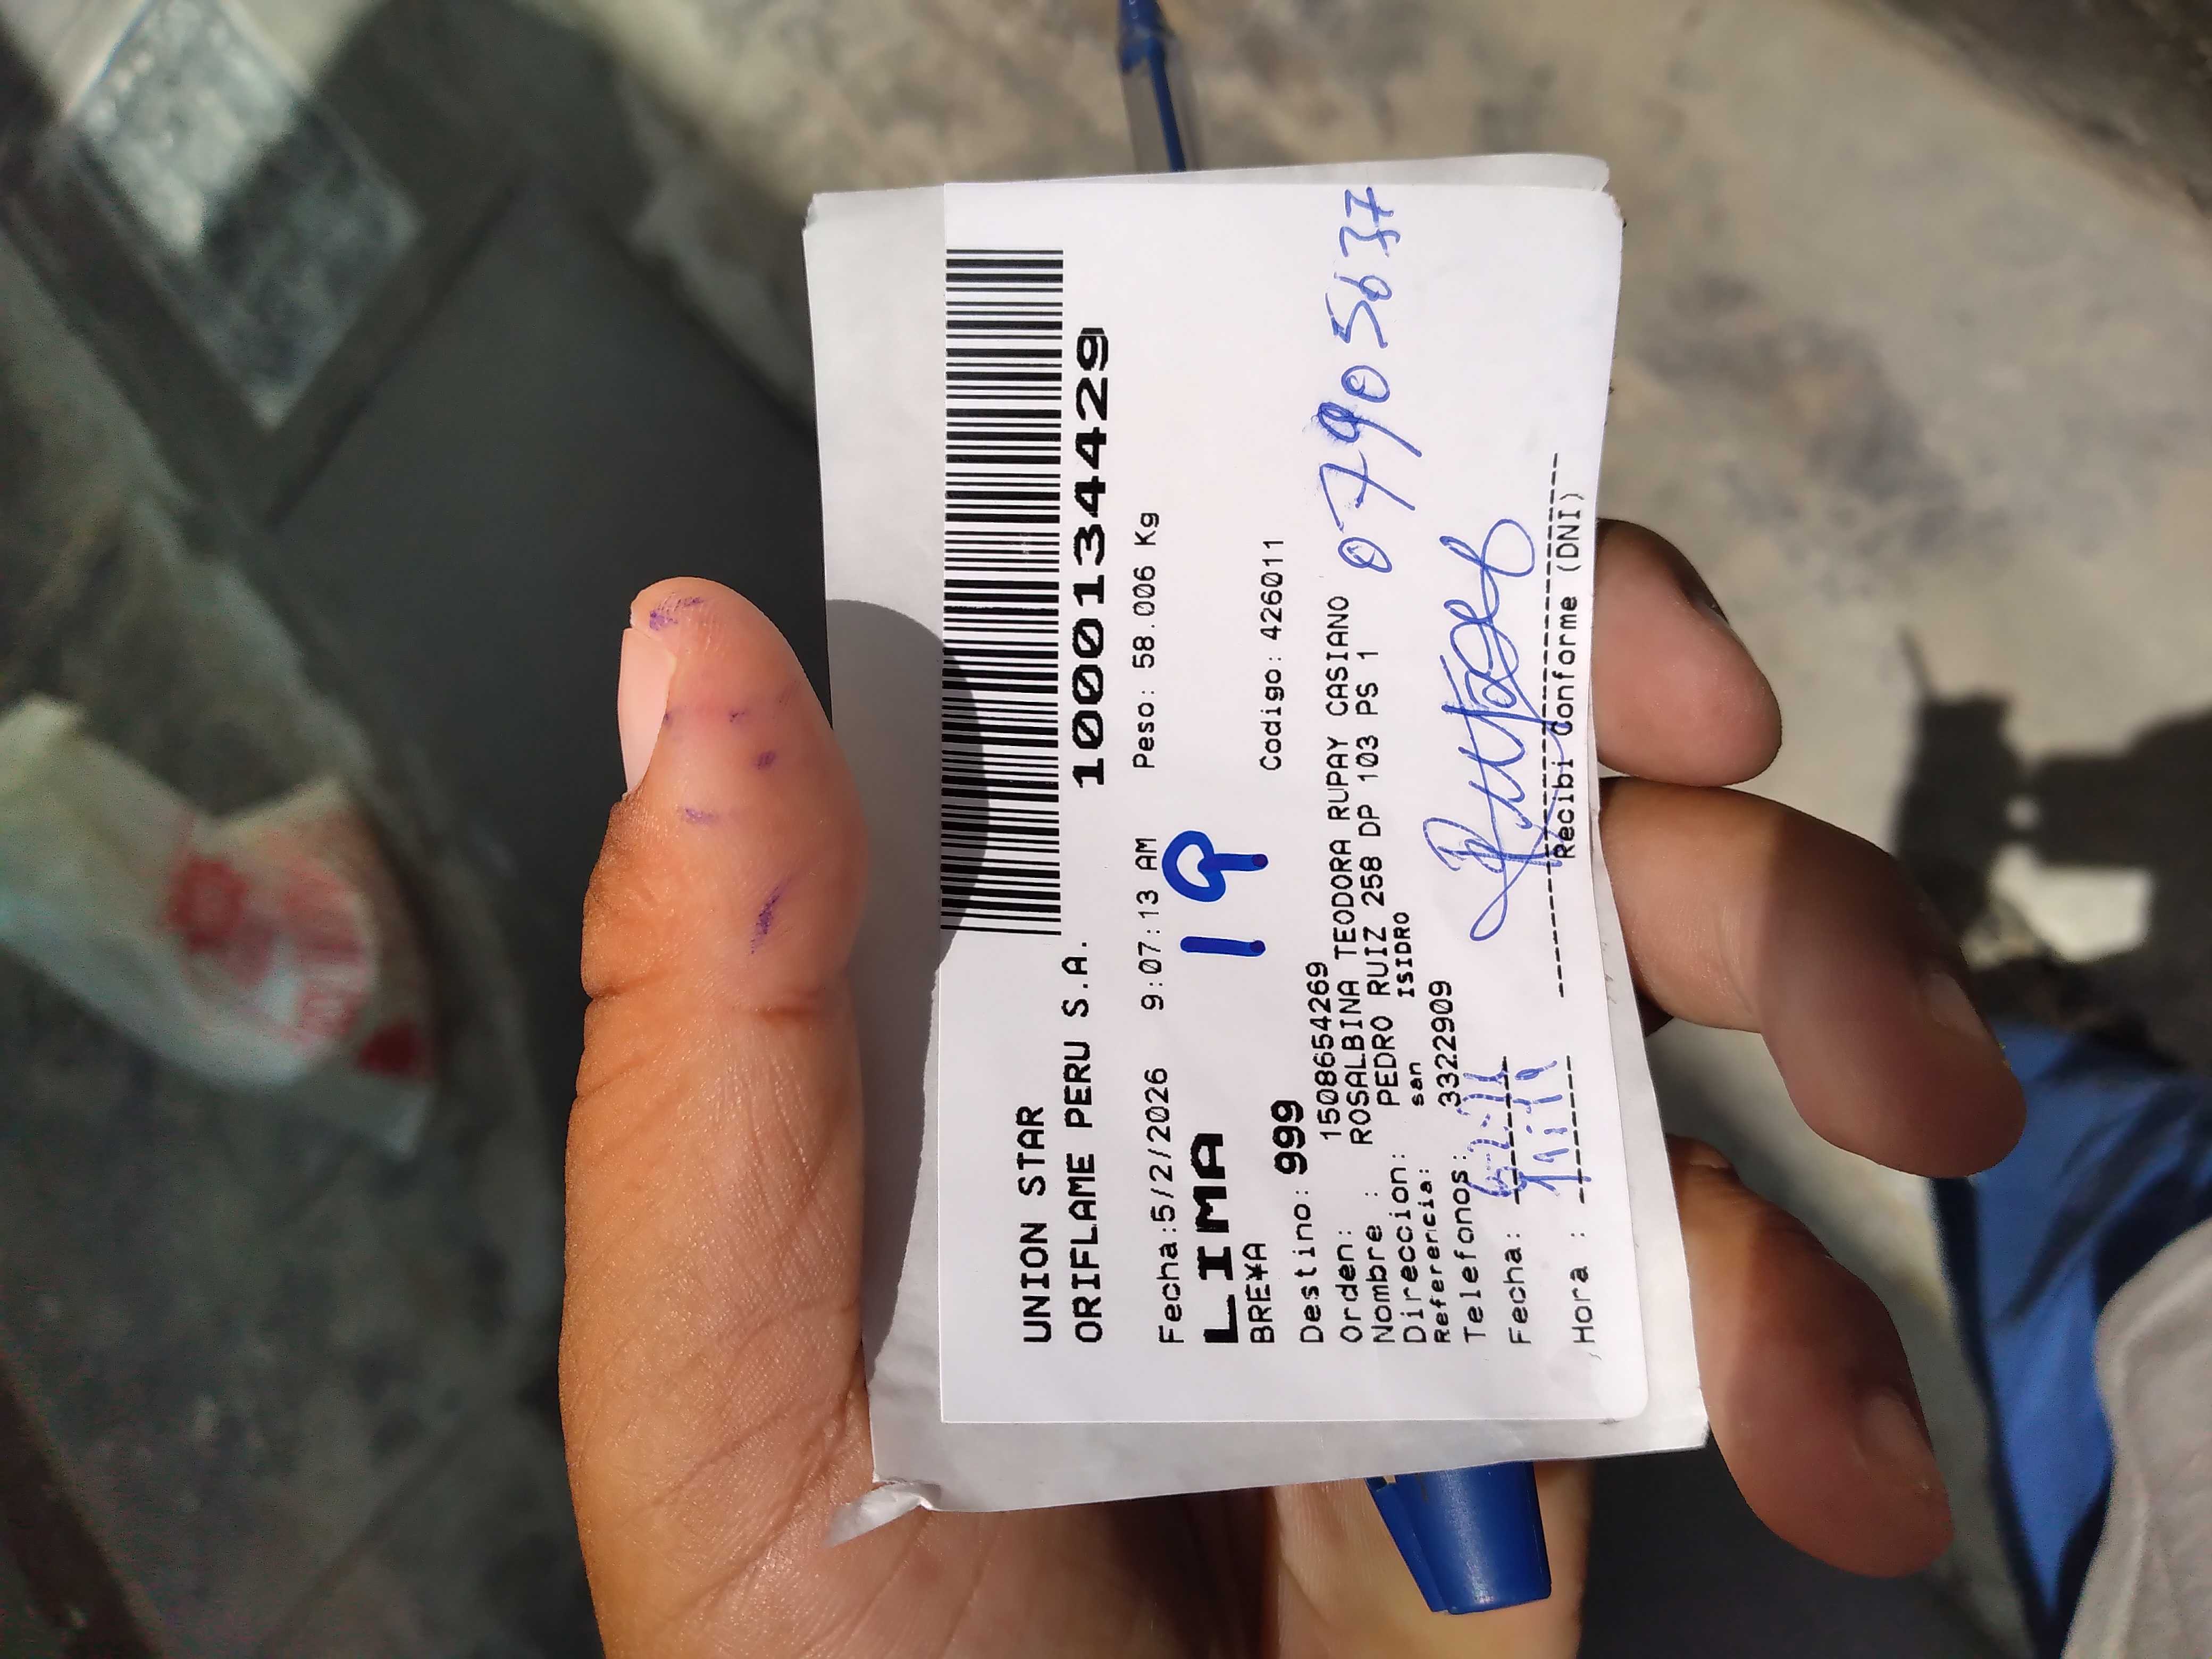 UNION STAR
ORIFLAME PERU S.A. 1000134429
Fecha:5/2/2026 9:07:13 AM Peso: 58.006 Kg
LIMA 19
BRE¥A
Destino: 999 Codigo: 426011
Orden: 1508654269
Nombre : ROSALBINA TEODORA RUPAY CASIANO 07905637
Direccion: PEDRO RUIZ 258 DP 103 PS 1
Referencia: san ISIDRO
Telefonos: 33222909
Fecha:
Hora :
Recibi Conforme (DNI)